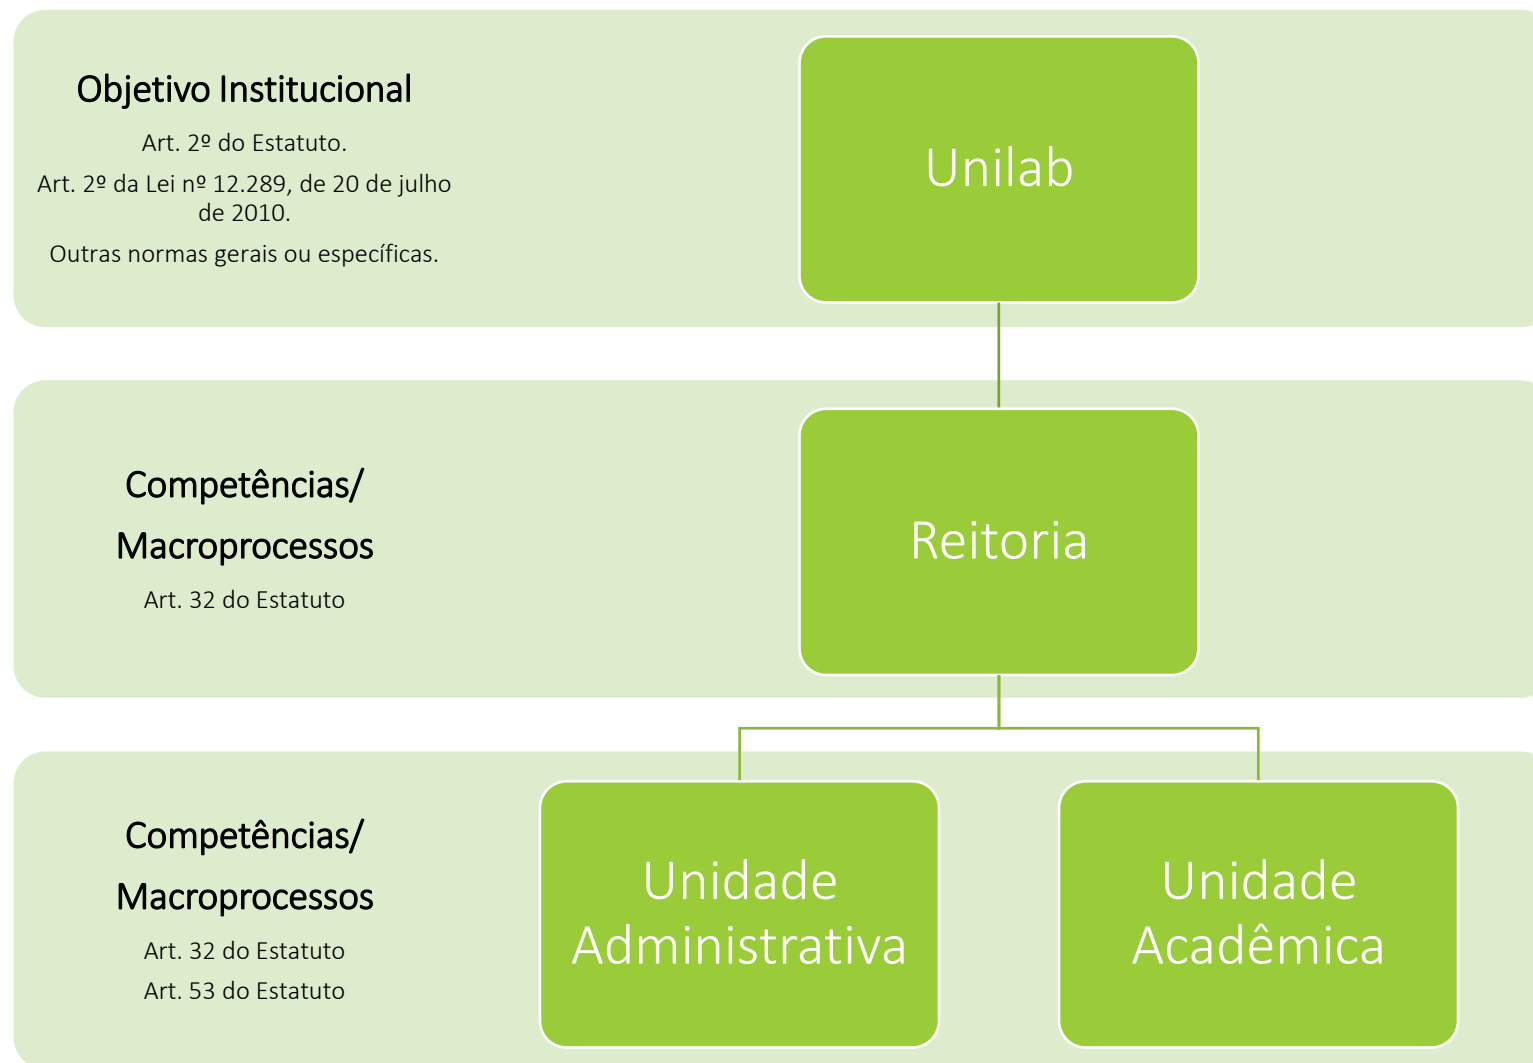 Objetivo Institucional
Art. 2º do Estatuto.
Art. 2º da Lei nº 12.289, de 20 de julho
de 2010.
Outras normas gerais ou específicas.
Unilab
Competências/
Macroprocessos
Art. 32 do Estatuto
Reitoria
Competências/
Macroprocessos
Art. 32 do Estatuto
Art. 53 do Estatuto
Unidade
Administrativa
Unidade
Acadêmica